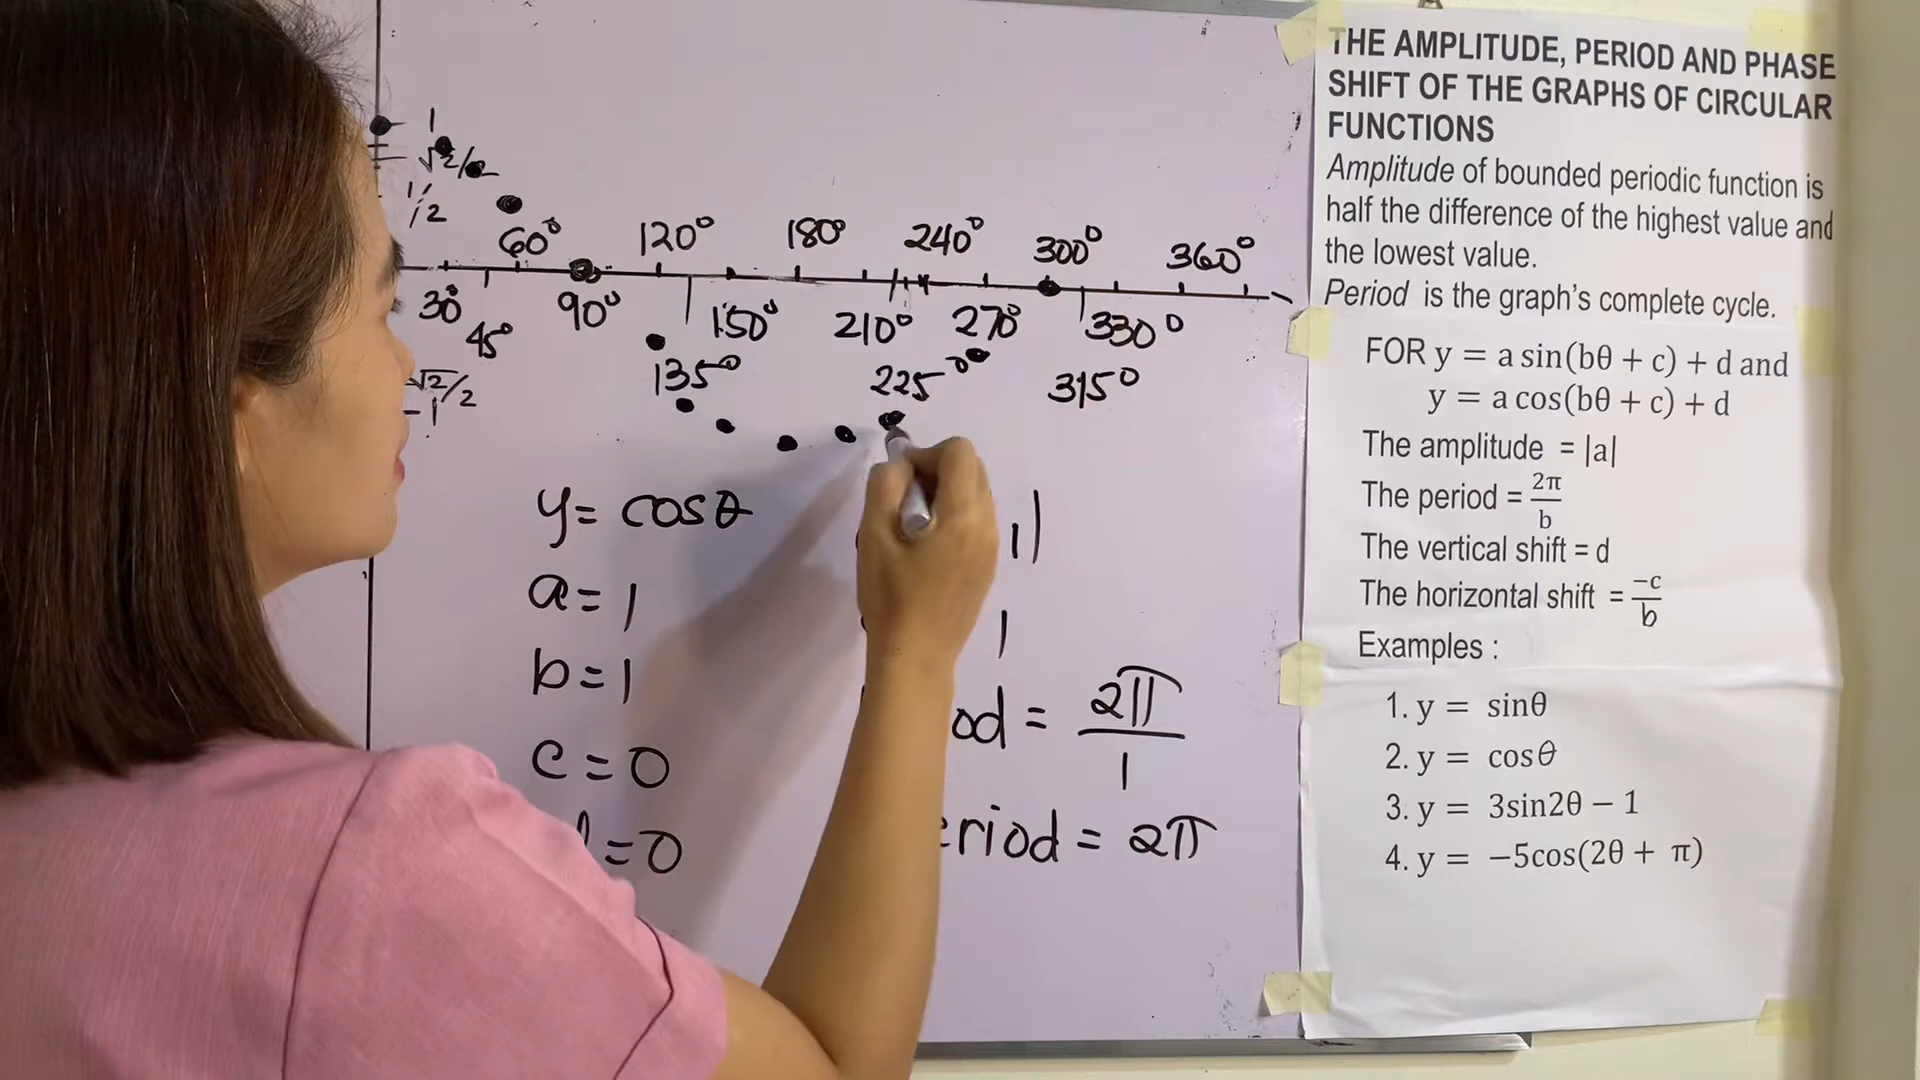 1
√2/2
1/2
60° 120° 180° 240° 300° 360°
30° 90° 150° 210° 270° 330°
45° 135° 225° 315°
√2/2
-1
y = cosθ
a = 1
b = 1
c = 0
= 0
1|
1
od = 2π/1
eriod = 2π
THE AMPLITUDE, PERIOD AND PHASE
SHIFT OF THE GRAPHS OF CIRCULAR
FUNCTIONS
Amplitude of bounded periodic function is
half the difference of the highest value and
the lowest value.
Period is the graph's complete cycle.
FOR y = a sin(bθ + c) + d and
y = a cos(bθ + c) + d
The amplitude = |a|
The period = 2π/b
The vertical shift = d
The horizontal shift = −c/b
Examples :
1. y = sinθ
2. y = cosθ
3. y = 3sin2θ − 1
4. y = −5cos(2θ + π)